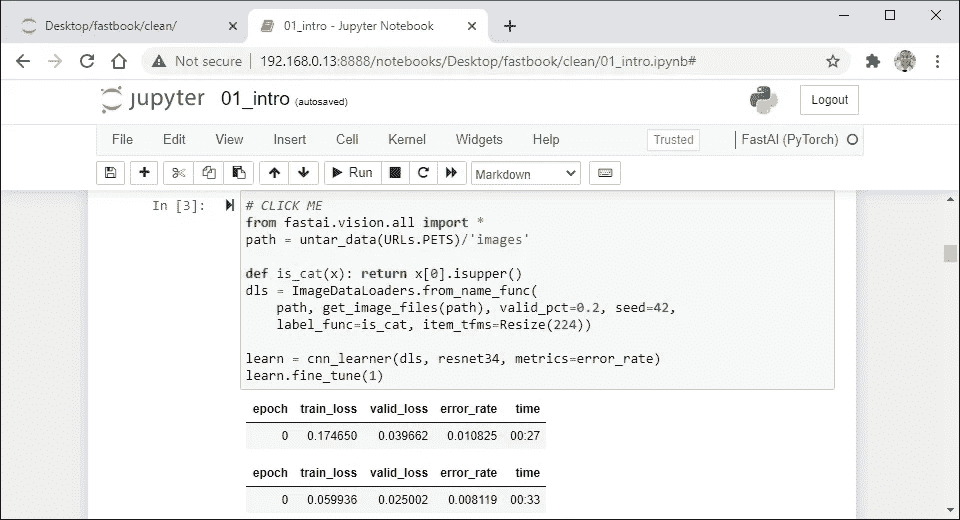 Desktop/fastbook/clean/
01_intro - Jupyter Notebook
Not secure | 192.168.0.13:8888/notebooks/Desktop/fastbook/clean/01_intro.ipynb#
jupyter 01_intro (autosaved)
Logout
File Edit View Insert Cell Kernel Widgets Help
Trusted
FastAI (PyTorch)
Run
Markdown
In [3]:
# CLICK ME
from fastai.vision.all import *
path = untar_data(URLs.PETS)/'images'
def is_cat(x): return x[0].isupper()
dls = ImageDataLoaders.from_name_func(
    path, get_image_files(path), valid_pct=0.2, seed=42,
    label_func=is_cat, item_tfms=Resize(224))
learn = cnn_learner(dls, resnet34, metrics=error_rate)
learn.fine_tune(1)
epoch train_loss valid_loss error_rate time
0 0.174650 0.039662 0.010825 00:27
epoch train_loss valid_loss error_rate time
0 0.059936 0.025002 0.008119 00:33